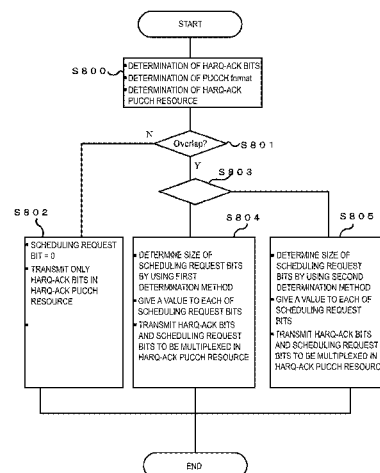 START
S800
DETERMINATION OF HARQ-ACK BITS
DETERMINATION OF PUCCH format
DETERMINATION OF HARQ-ACK
PUCCH RESOURCE
N
Overlap?
S801
Y
S803
S802
SCHEDULING REQUEST
BIT = 0
TRANSMIT ONLY
HARQ-ACK BITS IN
HARQ-ACK PUCCH
RESOURCE
S804
DETERMINE SIZE OF
SCHEDULING REQUEST
BITS BY USING FIRST
DETERMINATION METHOD
GIVE A VALUE TO EACH OF
SCHEDULING REQUEST BITS
TRANSMIT HARQ-ACK BITS
AND SCHEDULING REQUEST
BITS TO BE MULTIPLEXED IN
HARQ-ACK PUCCH RESOURCE
S805
DETERMINE SIZE OF
SCHEDULING REQUEST
BITS BY USING SECOND
DETERMINATION METHOD
GIVE A VALUE TO EACH OF
SCHEDULING REQUEST
BITS
TRANSMIT HARQ-ACK BITS
AND SCHEDULING REQUEST
BITS TO BE MULTIPLEXED IN
HARQ-ACK PUCCH RESOURCE
END